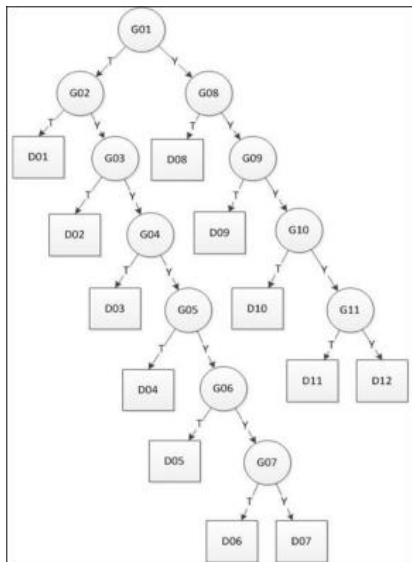 G01
T Y
G02 G08
T Y T Y
D01 G03 D08 G09
T Y T Y
D02 G04 D09 G10
T Y T Y
D03 G05 D10 G11
T Y T Y
D04 G06 D11 D12
T Y
D05 G07
T Y
D06 D07